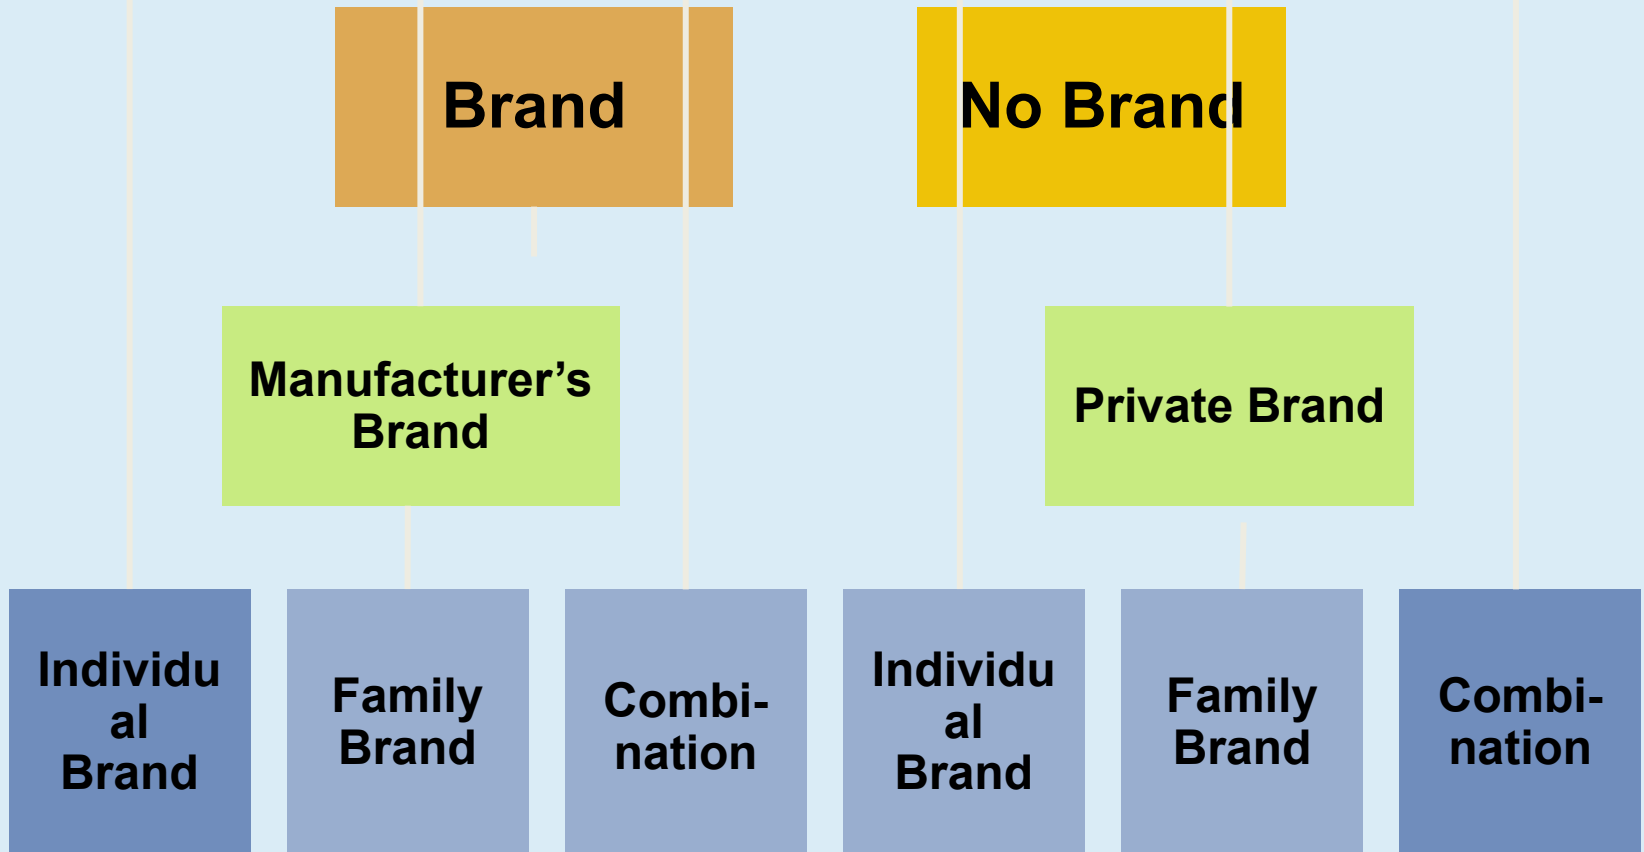 Brand
No Brand
Manufacturer’s
Brand
Private Brand
Individu
al
Brand
Family
Brand
Combi-
nation
Individu
al
Brand
Family
Brand
Combi-
nation